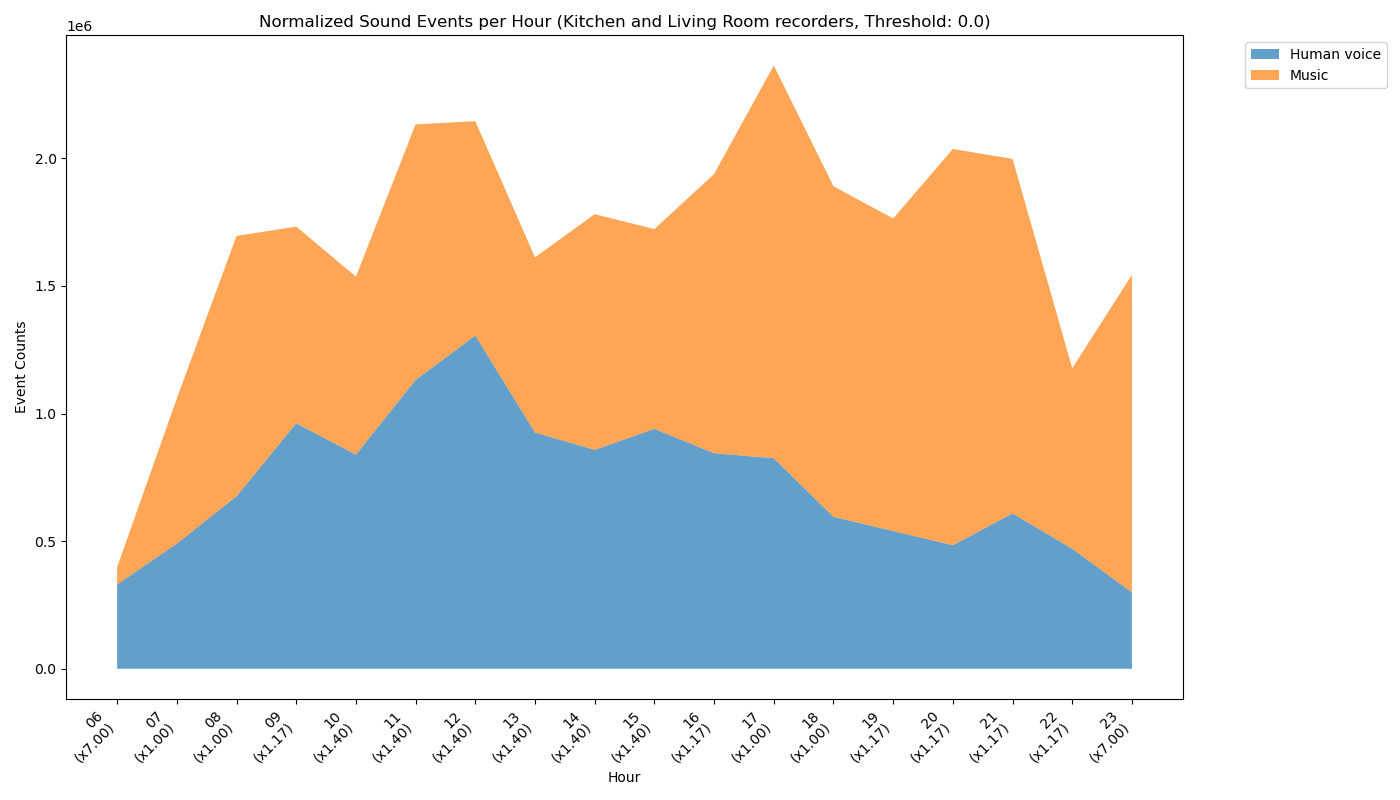 Normalized Sound Events per Hour (Kitchen and Living Room recorders, Threshold: 0.0)
1e6
Human voice
Music
Event Counts
2.0
1.5
1.0
0.5
0.0
06
(x7.00)
07
(x1.00)
08
(x1.00)
09
(x1.17)
10
(x1.40)
11
(x1.40)
12
(x1.40)
13
(x1.40)
14
(x1.40)
15
(x1.40)
16
(x1.17)
17
(x1.00)
18
(x1.00)
19
(x1.17)
20
(x1.17)
21
(x1.17)
22
(x1.17)
23
(x7.00)
Hour